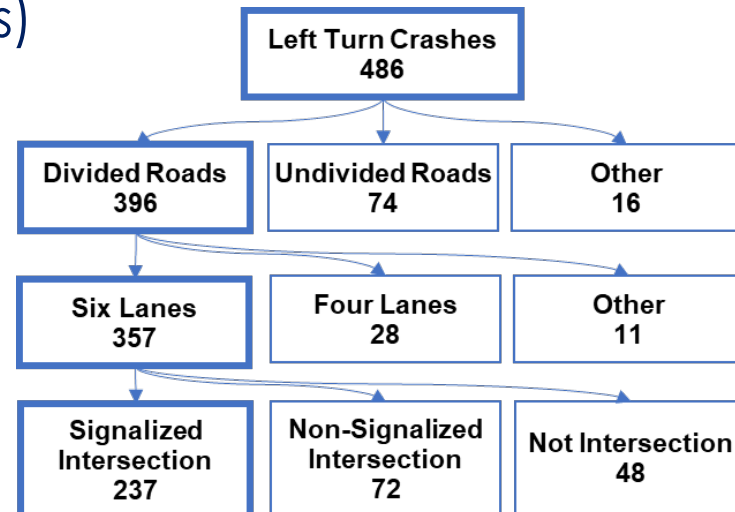 s)
Left Turn Crashes
486
Divided Roads
396
Undivided Roads
74
Other
16
Six Lanes
357
Four Lanes
28
Other
11
Signalized
Intersection
237
Non-Signalized
Intersection
72
Not Intersection
48